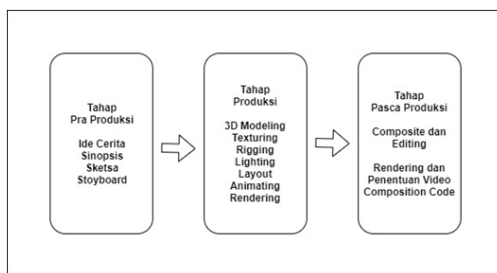 Tahap
Pra Produksi
Ide Cerita
Sinopsis
Sketsa
Stoyboard
Tahap
Produksi
3D Modeling
Texturing
Rigging
Lighting
Layout
Animating
Rendering
Tahap
Pasca Produksi
Composite dan
Editing
Rendering dan
Penentuan Video
Composition Code